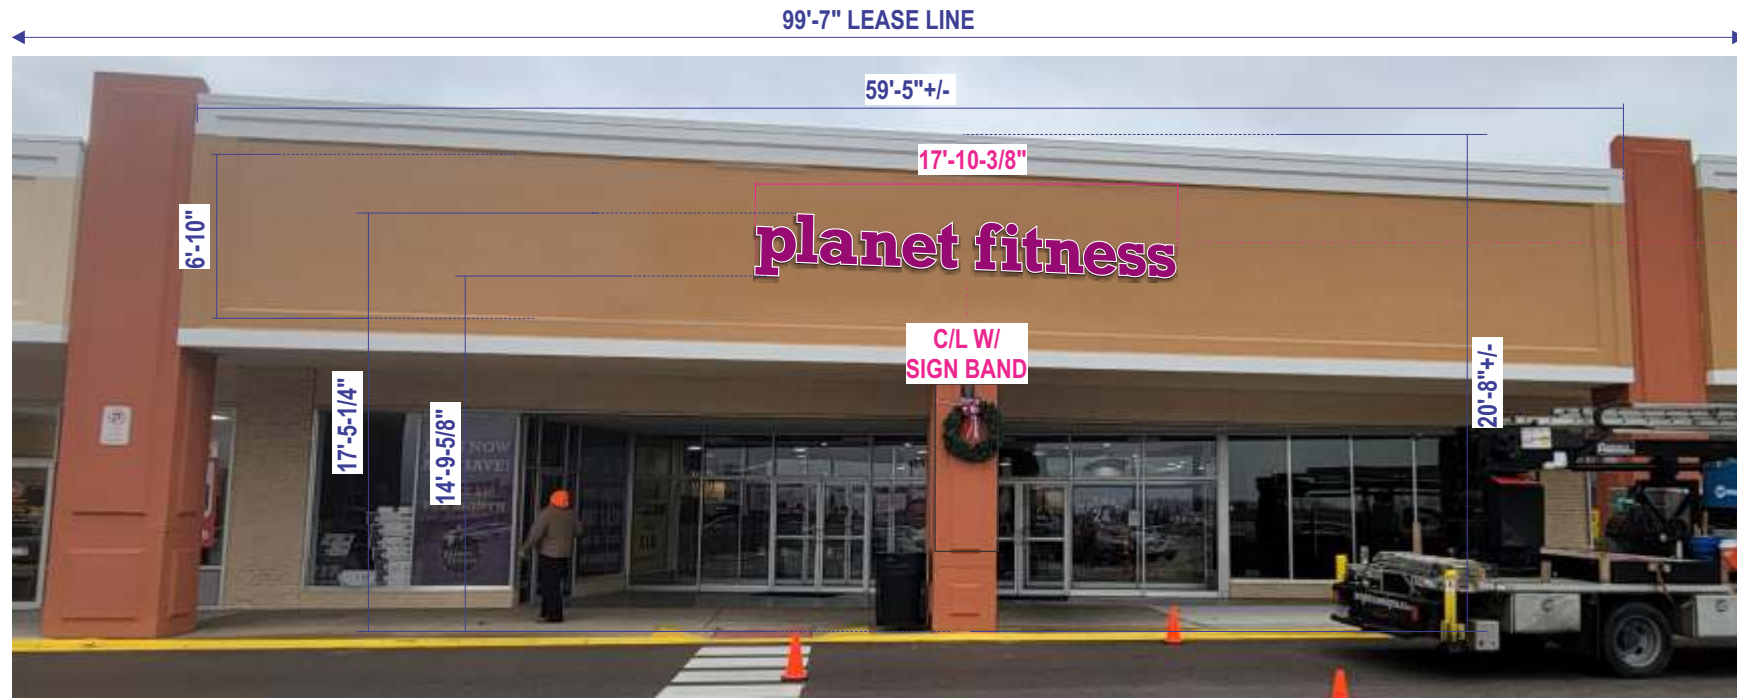 99'-7" LEASE LINE
59'-5"+/-
17'-10-3/8"
6'-10"
planet fitness
C/L W/
SIGN BAND
17'-5-1/4"
14'-9-5/8"
20'-8"+/-
NOW